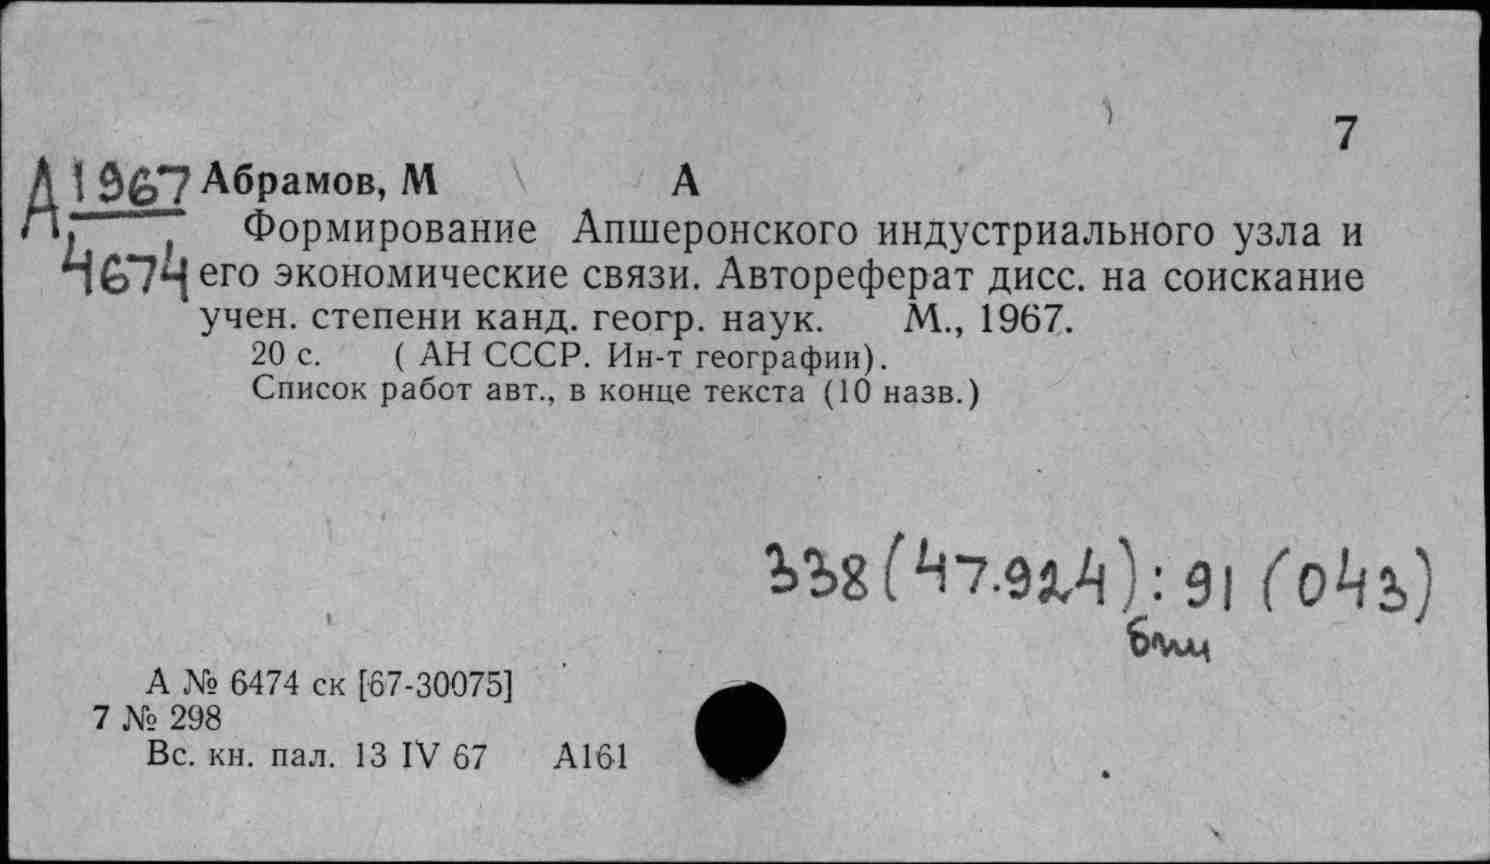 7
Д1967 Абрамов, М А
Формирование Апшеронского индустриального узла и
4674 его экономические связи. Автореферат дисс. на соискание
учен. степени канд. геогр. наук. М., 1967.
20 с. ( АН СССР. Ин-т географии).
Список работ авт., в конце текста (10 назв.)
338(47.924):91(043)
А № 6474 ск [67-30075]
7 № 298
Вс. кн. пал. 13 IV 67 А161